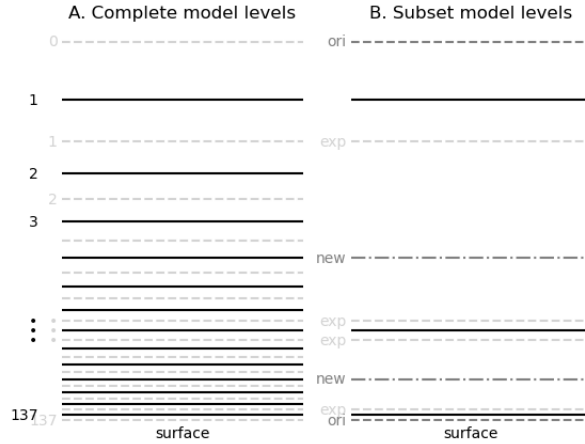 A. Complete model levels
B. Subset model levels
0
ori
1
1
exp
2
2
3
new
exp
exp
new
exp
137
137
ori
surface
surface